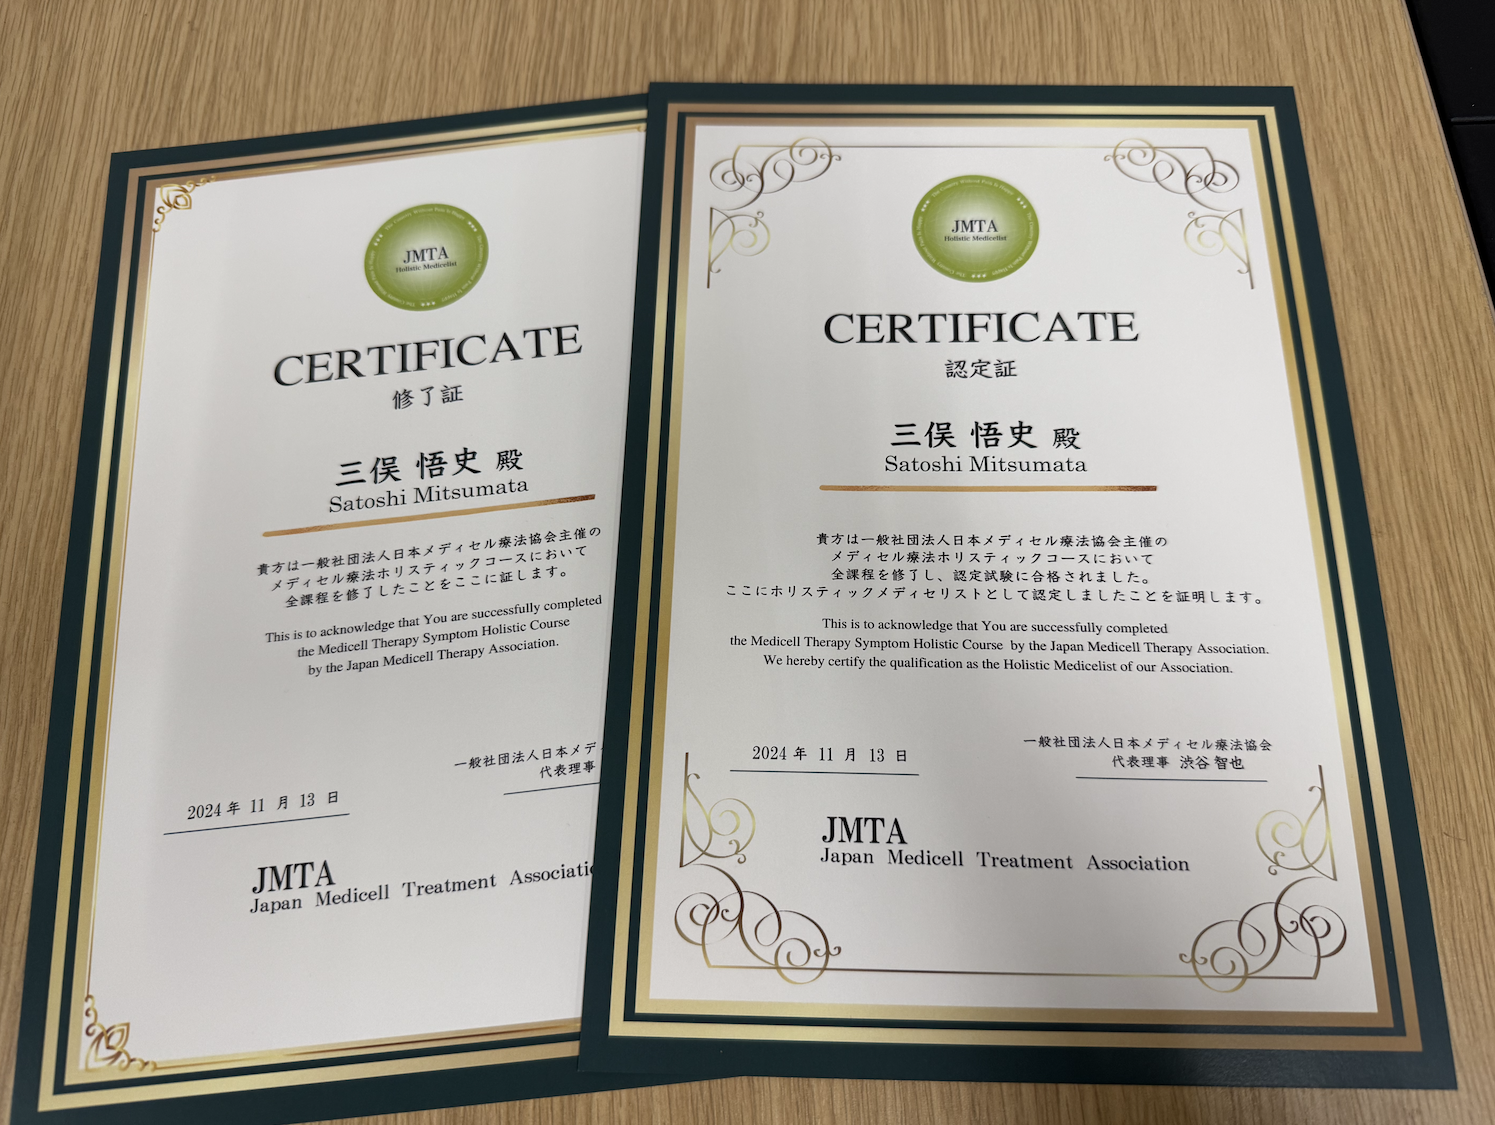 JMTA
Holistic Medicelist
CERTIFICATE
修了証
三俣 悟史 殿
Satoshi Mitsumata
貴方は一般社団法人日本メディセル療法協会主催の
メディセル療法ホリスティックコースにおいて
全課程を修了したことをここに証します。
This is to acknowledge that You are successfully completed
the Medicell Therapy Symptom Holistic Course
by the Japan Medicell Therapy Association.
一般社団法人日本メデ
代表理事
2024年 11 月 13 日
JMTA
Japan Medicell Treatment Associatio
JMTA
Holistic Medicelist
CERTIFICATE
認定証
三俣 悟史 殿
Satoshi Mitsumata
貴方は一般社団法人日本メディセル療法協会主催の
メディセル療法ホリスティックコースにおいて
全課程を修了し、認定試験に合格されました。
ここにホリスティックメディセリストとして認定しましたことを証明します。
This is to acknowledge that You are successfully completed
the Medicell Therapy Symptom Holistic Course by the Japan Medicell Therapy Association.
We hereby certify the qualification as the Holistic Medicelist of our Association.
2024年 11 月 13 日
一般社団法人日本メディセル療法協会
代表理事 渋谷 智也
JMTA
Japan Medicell Treatment Association